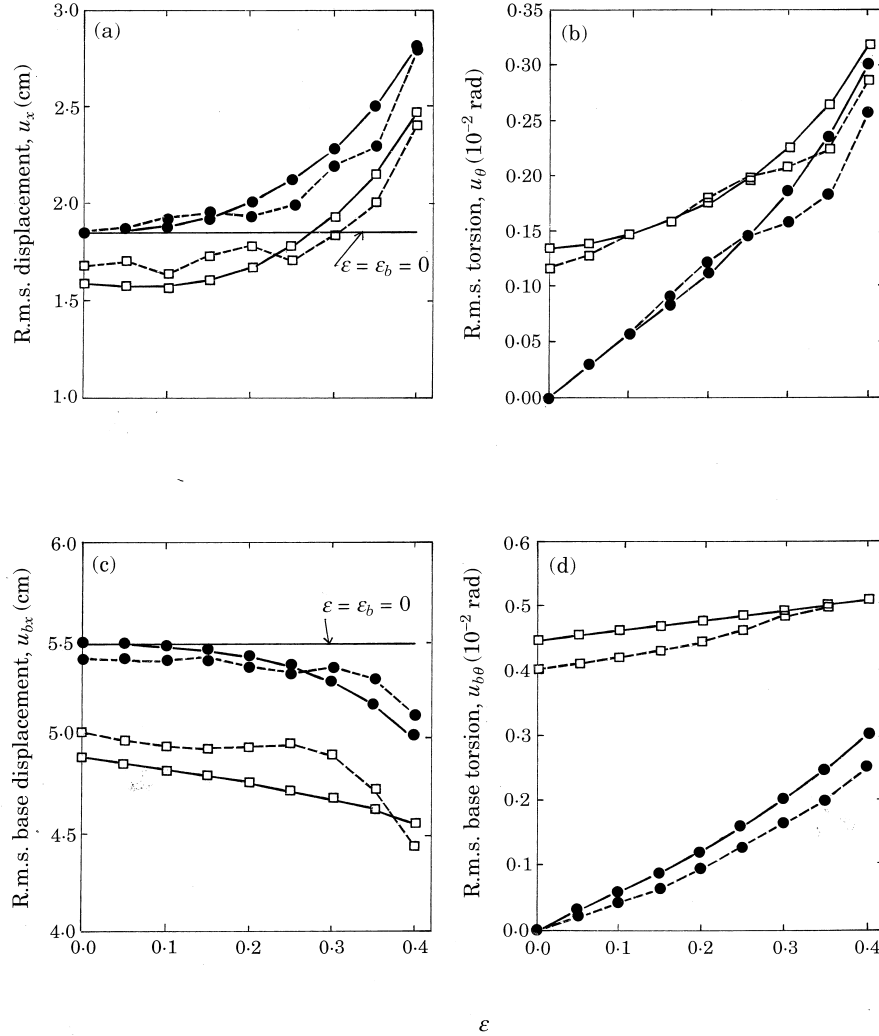 (a)
3·0
2·5
2·0
1·5
1·0
R.m.s. displacement, uₓ (cm)
ε = ε_b = 0
(b)
0·35
0·30
0·25
0·20
0·15
0·10
0·05
0·00
R.m.s. torsion, u_θ (10⁻² rad)
(c)
6·0
5·5
5·0
4·5
4·0
R.m.s. base displacement, u_bx (cm)
ε = ε_b = 0
0·0 0·1 0·2 0·3 0·4
(d)
0·6
0·5
0·4
0·3
0·2
0·1
0·0
R.m.s. base torsion, u_bθ (10⁻² rad)
0·0 0·1 0·2 0·3 0·4
ε